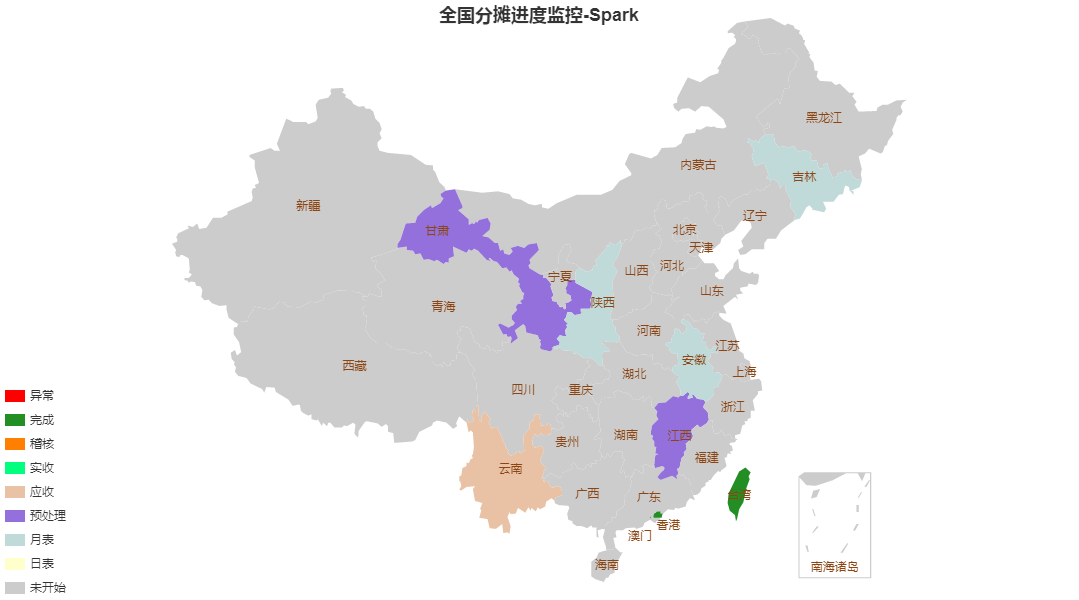 全国分摊进度监控-Spark
黑龙江
内蒙古
吉林
新疆
辽宁
甘肃
北京
天津
宁夏
山西
河北
山东
青海
陕西
河南
江苏
西藏
安徽
上海
湖北
四川
重庆
浙江
贵州
湖南
江西
福建
云南
广西
广东
台湾
香港
澳门
海南
南海诸岛
异常
完成
稽核
实收
应收
预处理
月表
日表
未开始